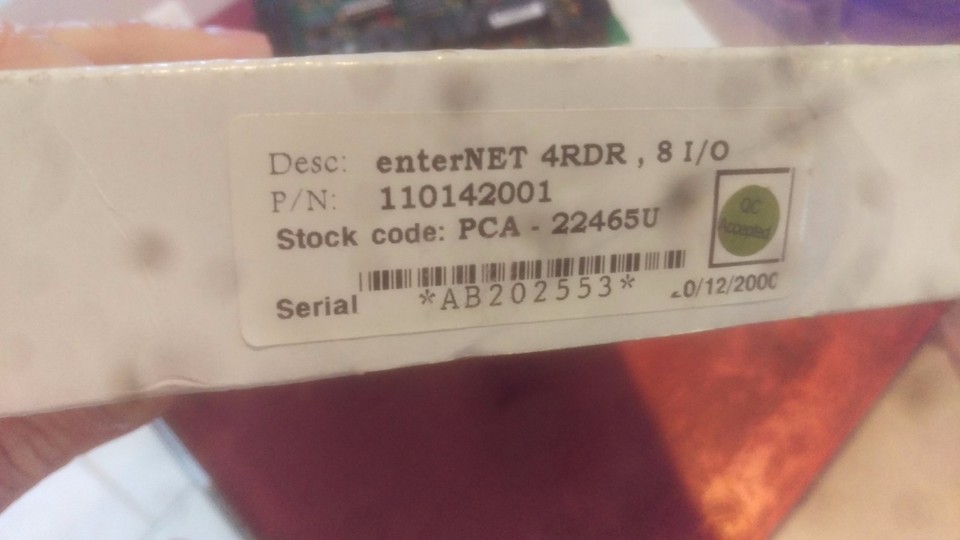 Desc: enterNET 4RDR , 8 I/O
P/N: 110142001
Stock code: PCA - 22465U
QC
Accepted
Serial *AB202553*